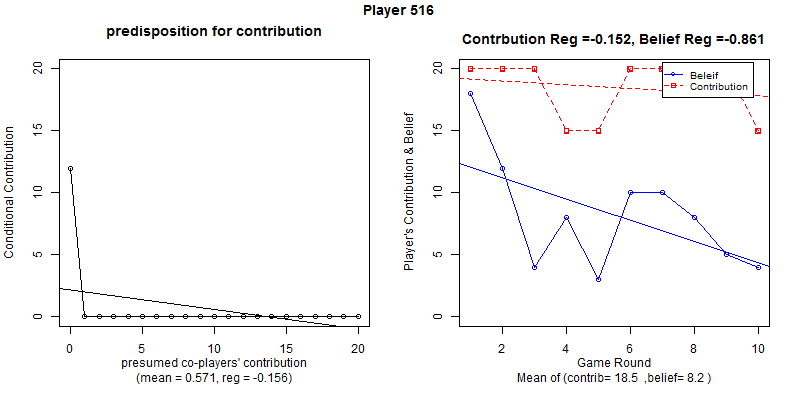 Player 516
predisposition for contribution
Conditional Contribution
20
15
10
5
0
0 5 10 15 20
presumed co-players' contribution
(mean = 0.571, reg = -0.156)
Contrbution Reg =-0.152, Belief Reg =-0.861
Player's Contribution & Belief
20
15
10
5
0
Beleif
Contribution
2 4 6 8 10
Game Round
Mean of (contrib= 18.5 ,belief= 8.2 )